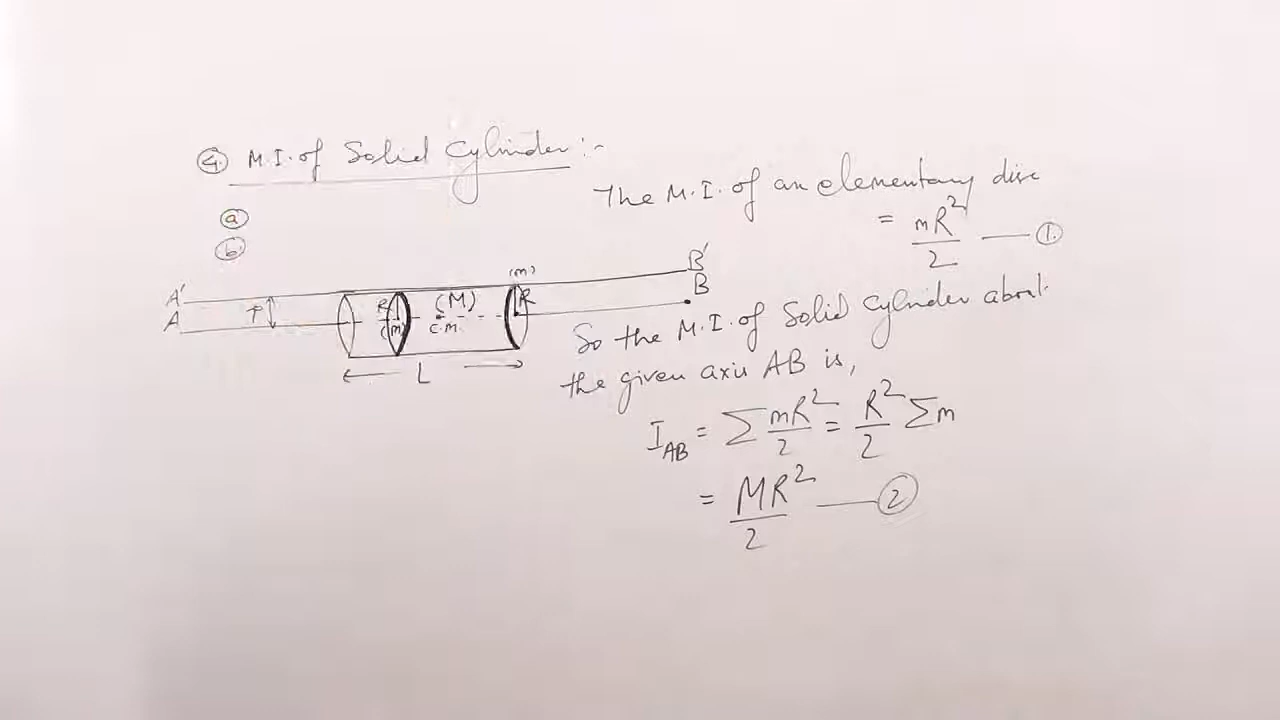 ④ M.I. of Solid Cylinder :-
ⓐ
ⓑ
The M.I. of an elementary disc
= mR²/2 —— ①
(m)
A' B'
A B
R (M) R
(m) C.M.
L
So the M.I. of Solid Cylinder about
the given axis AB is,
I_AB = Σ mR²/2 = R²/2 Σm
= MR²/2 —— ②